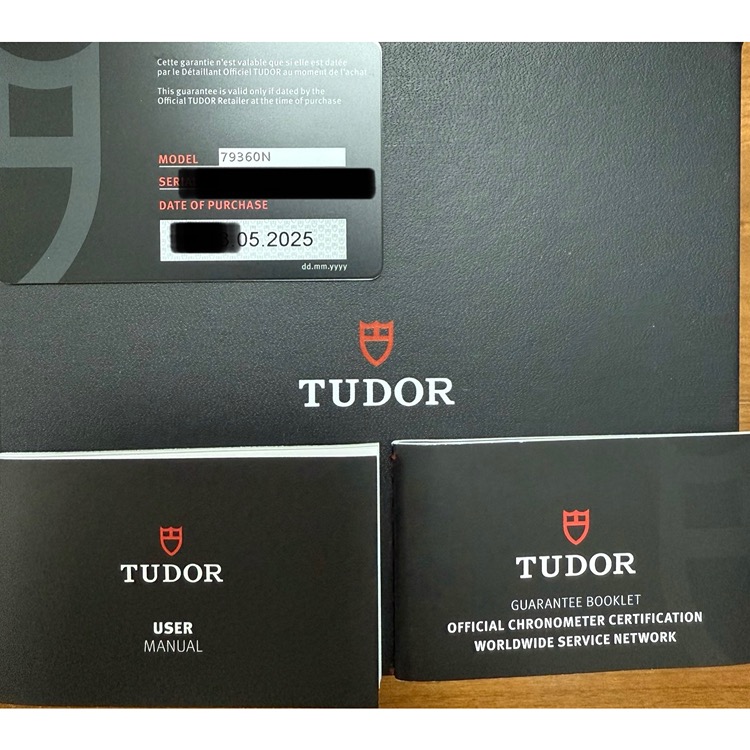 Cette garantie n'est valable que si elle est datée
par le Détaillant Officiel TUDOR au moment de l'achat
This guarantee is valid only if dated by the
Official TUDOR Retailer at the time of purchase
MODEL 79360N
SERI
DATE OF PURCHASE
.05.2025
dd.mm.yyyy
TUDOR
TUDOR
USER
MANUAL
TUDOR
GUARANTEE BOOKLET
OFFICIAL CHRONOMETER CERTIFICATION
WORLDWIDE SERVICE NETWORK